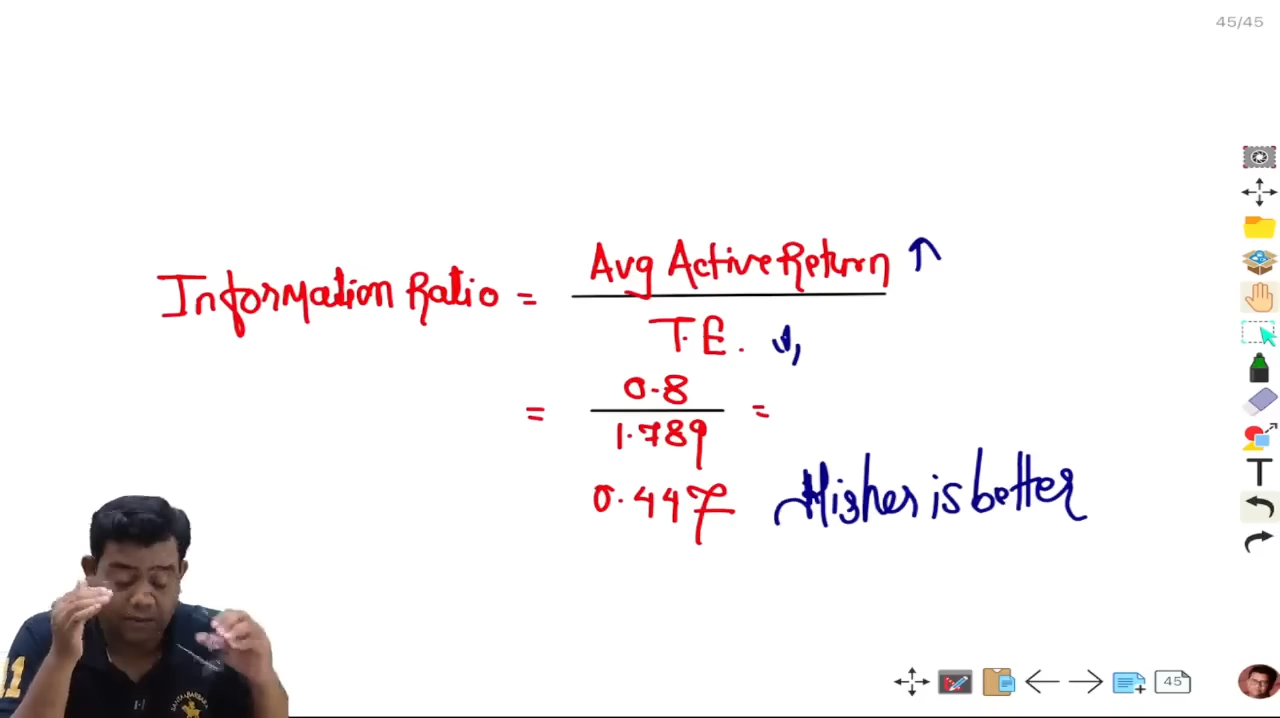 45/45
Information Ratio = Avg Active Return ↑
T.E. ↓
= 0.8 =
1.789
0.447 Higher is better
T
45